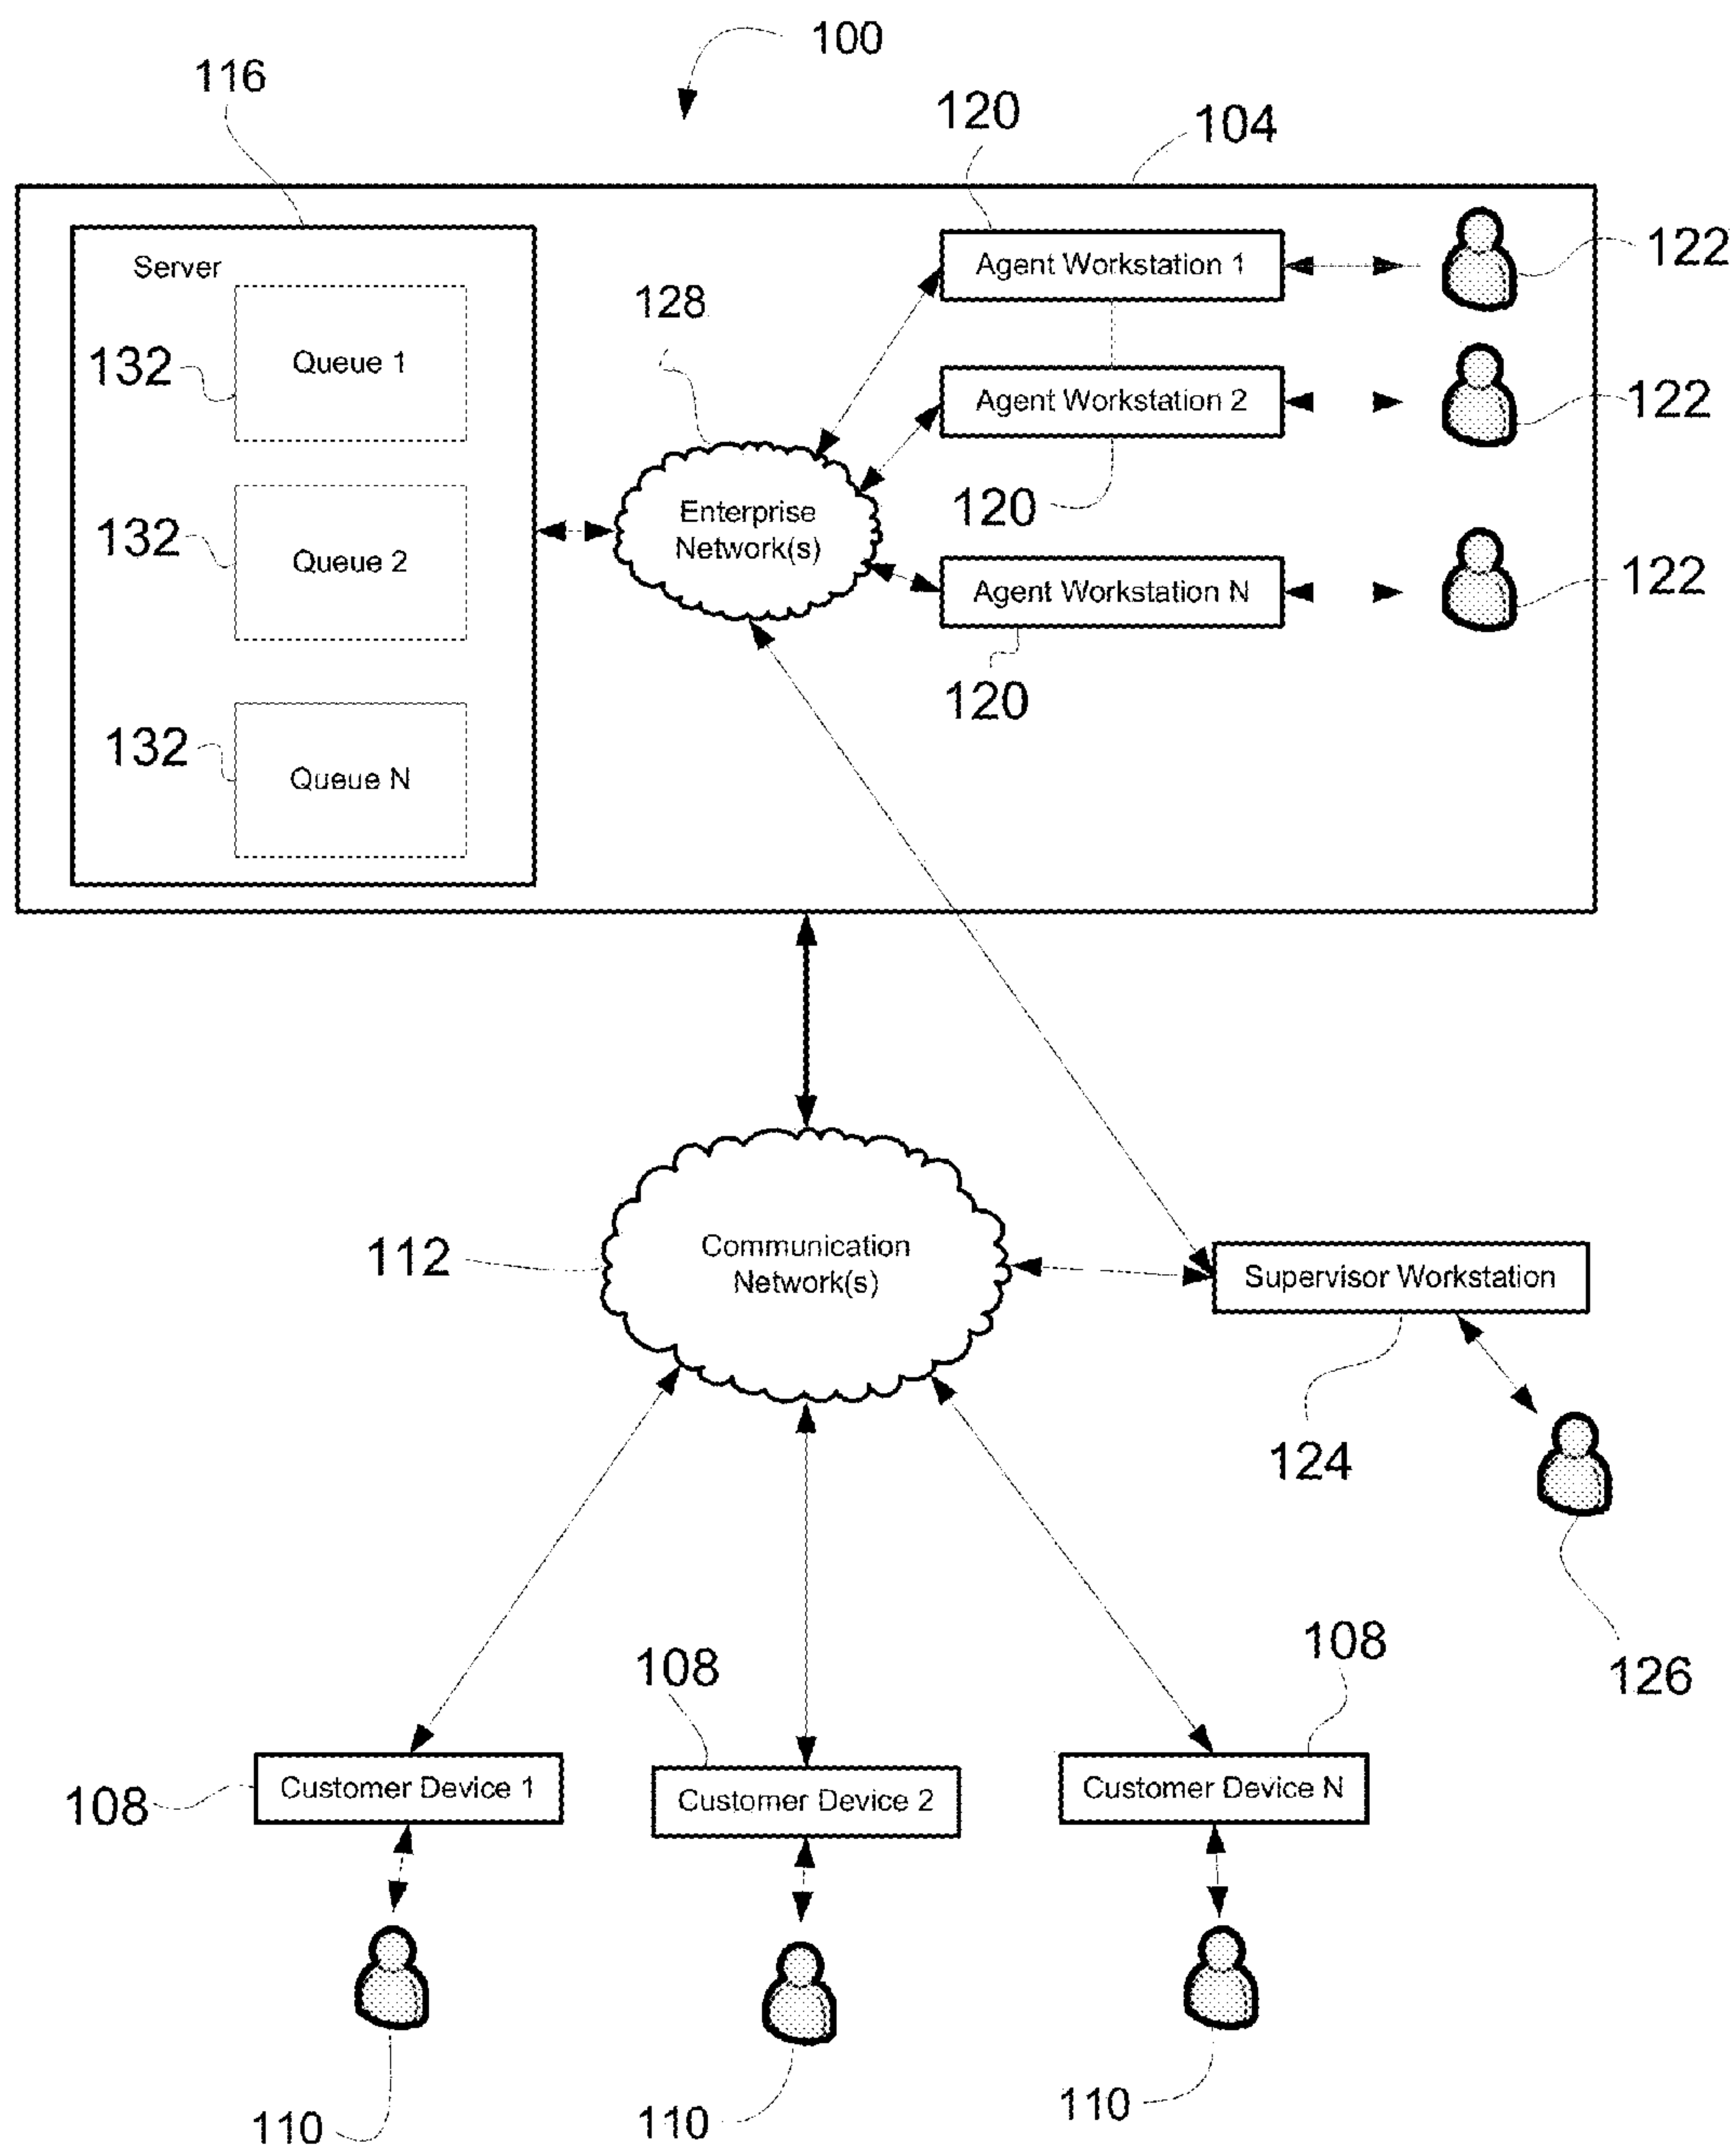 100
116
120
104
Server
Agent Workstation 1
122
128
132
Queue 1
Agent Workstation 2
122
Enterprise
Network(s)
120
132
Queue 2
Agent Workstation N
122
120
132
Queue N
112
Communication
Network(s)
Supervisor Workstation
124
126
108
108
108
Customer Device 1
Customer Device 2
Customer Device N
110
110
110